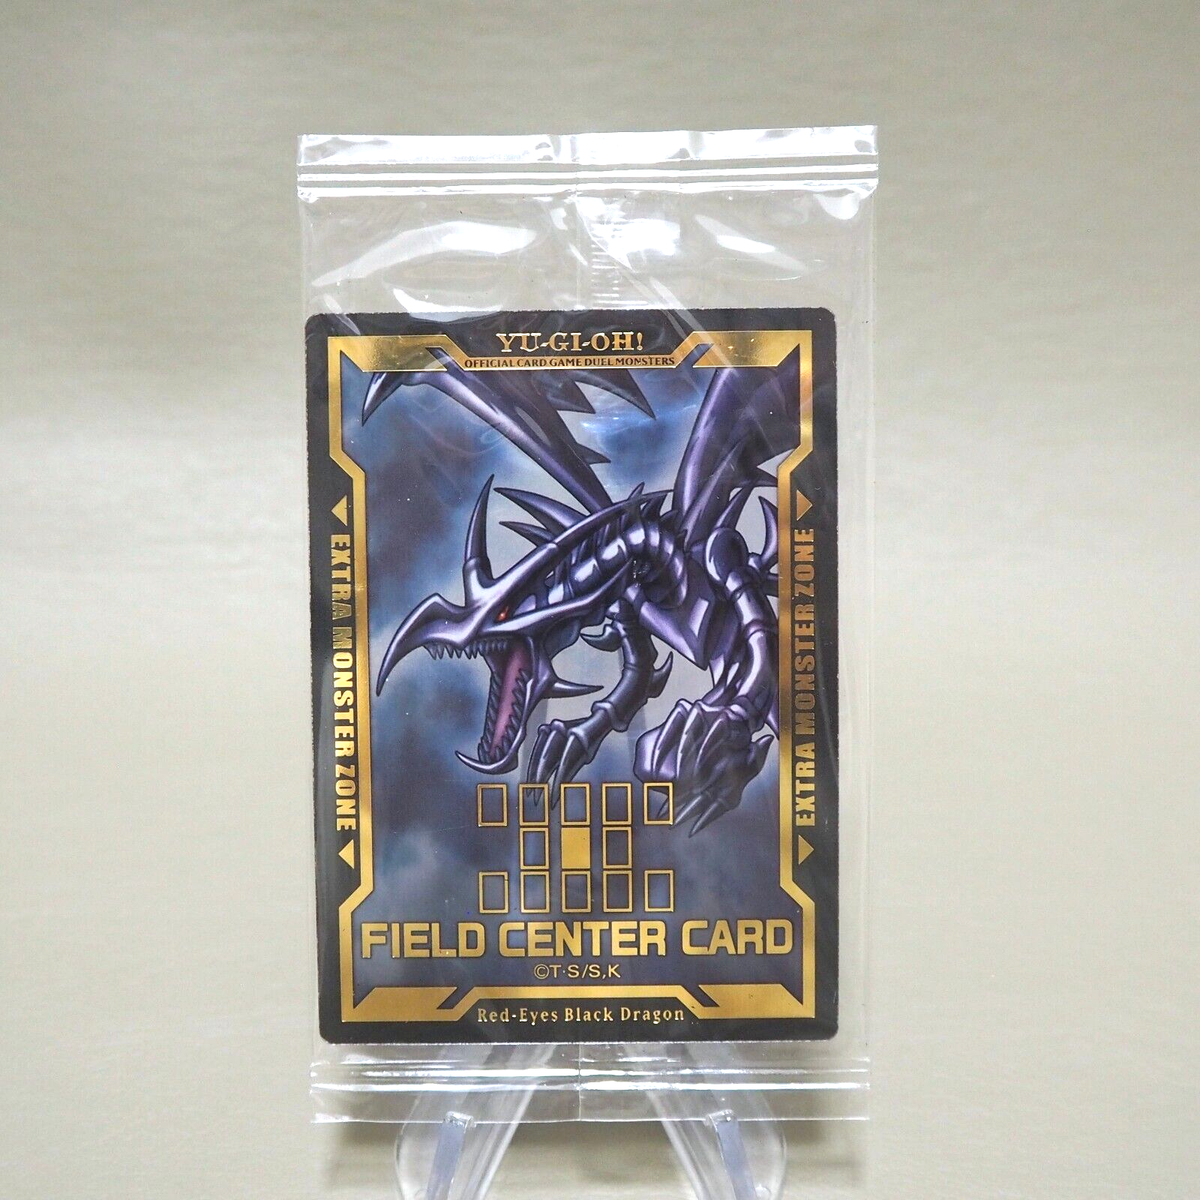 YU-GI-OH!
OFFICIAL CARD GAME DUEL MONSTERS
EXTRA MONSTER ZONE
EXTRA MONSTER ZONE
FIELD CENTER CARD
©T·S/S,K
Red-Eyes Black Dragon